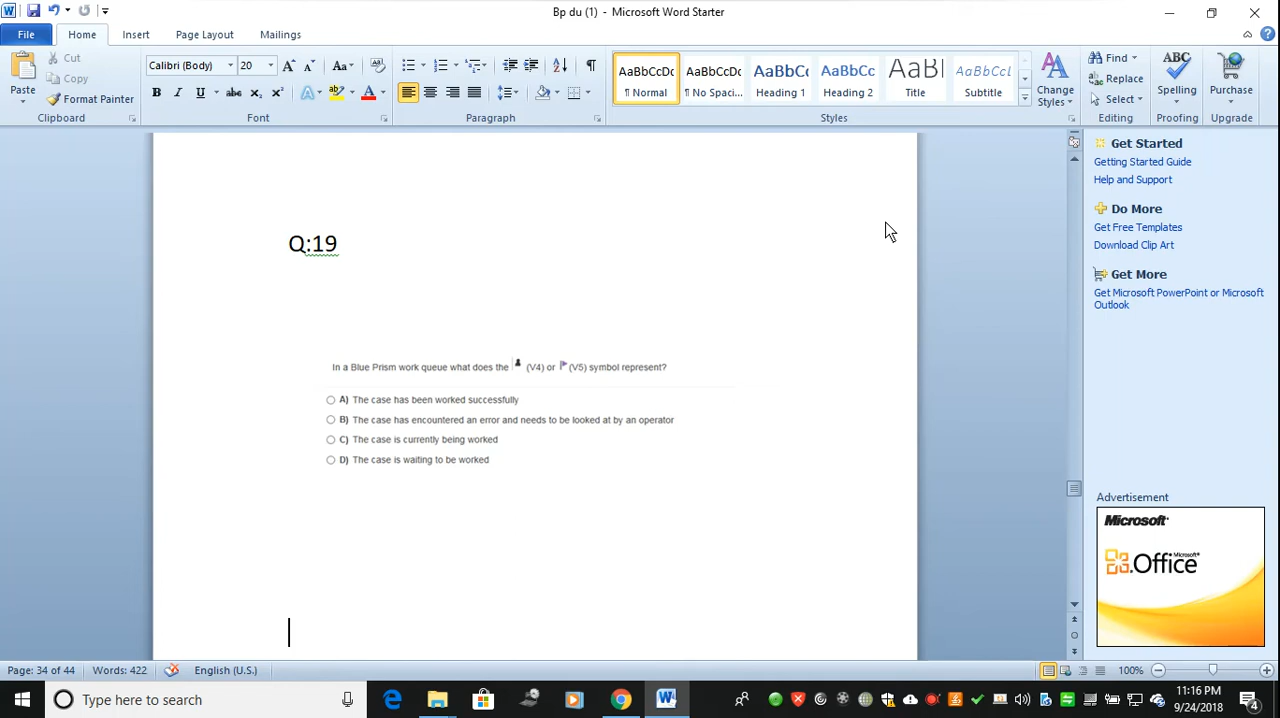 Bp du (1) - Microsoft Word Starter
File Home Insert Page Layout Mailings
Paste
Cut
Copy
Format Painter
Clipboard
Calibri (Body) 20
B I U abc X₂ X²
Font
Paragraph
AaBbCcDc AaBbCcDc AaBbCc AaBbCc AaBl AaBbCcL
¶ Normal ¶ No Spaci... Heading 1 Heading 2 Title Subtitle
Change Styles
Styles
Find
Replace
Select
Editing
ABC
Spelling
Proofing
Purchase
Upgrade
Q:19
In a Blue Prism work queue what does the (V4) or (V5) symbol represent?
A) The case has been worked successfully
B) The case has encountered an error and needs to be looked at by an operator
C) The case is currently being worked
D) The case is waiting to be worked
Get Started
Getting Started Guide
Help and Support
Do More
Get Free Templates
Download Clip Art
Get More
Get Microsoft PowerPoint or Microsoft
Outlook
Advertisement
Microsoft
Microsoft
Office
Page: 34 of 44 Words: 422 English (U.S.) 100%
Type here to search
11:16 PM
9/24/2018
4